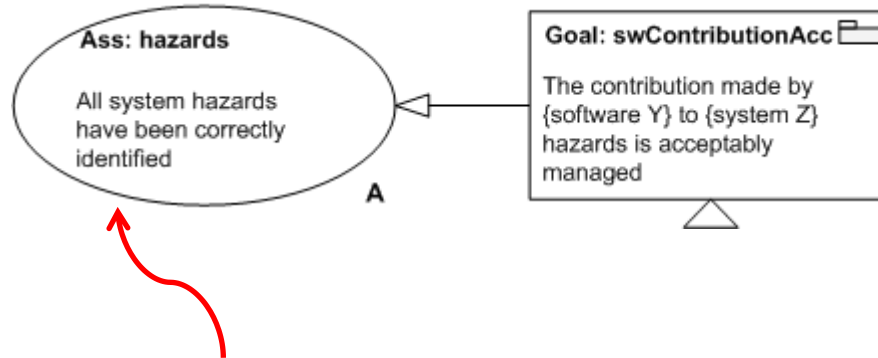 Ass: hazards
All system hazards
have been correctly
identified
A
Goal: swContributionAcc
The contribution made by
{software Y} to {system Z}
hazards is acceptably
managed